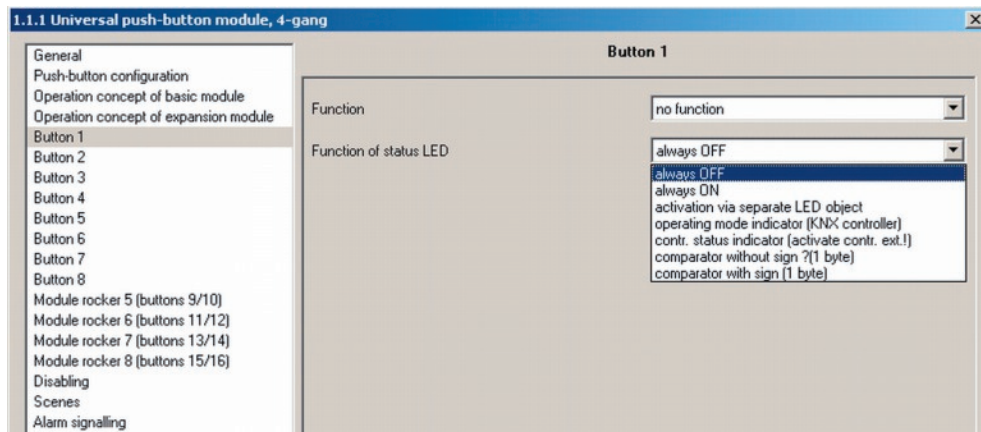 1.1.1 Universal push-button module, 4-gang
General
Push-button configuration
Operation concept of basic module
Operation concept of expansion module
Button 1
Button 2
Button 3
Button 4
Button 5
Button 6
Button 7
Button 8
Module rocker 5 (buttons 9/10)
Module rocker 6 (buttons 11/12)
Module rocker 7 (buttons 13/14)
Module rocker 8 (buttons 15/16)
Disabling
Scenes
Alarm signalling
Button 1
Function
no function
Function of status LED
always OFF
always OFF
always ON
activation via separate LED object
operating mode indicator (KNX controller)
contr. status indicator (activate contr. ext.!)
comparator without sign ?(1 byte)
comparator with sign (1 byte)